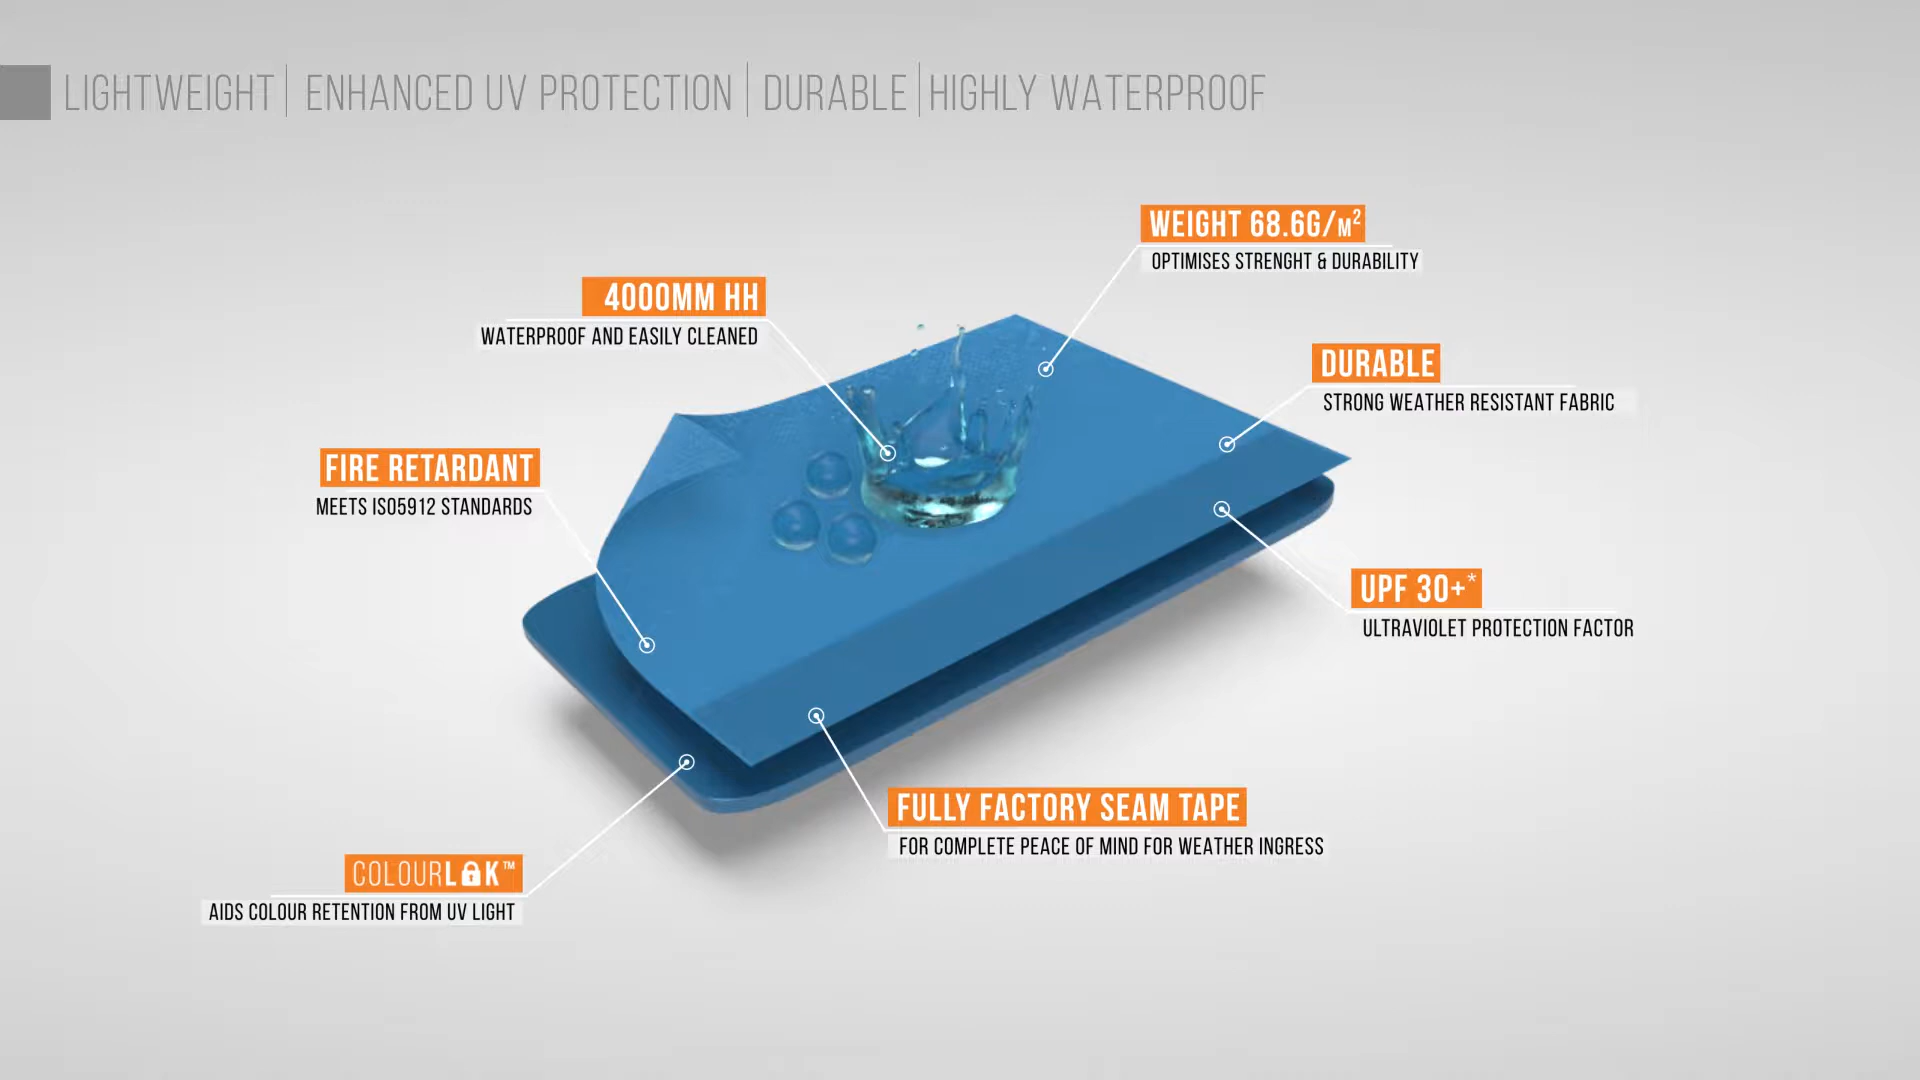 LIGHTWEIGHT | ENHANCED UV PROTECTION | DURABLE | HIGHLY WATERPROOF
WEIGHT 68.6G/M²
OPTIMISES STRENGHT & DURABILITY
4000MM HH
WATERPROOF AND EASILY CLEANED
DURABLE
STRONG WEATHER RESISTANT FABRIC
FIRE RETARDANT
MEETS ISO5912 STANDARDS
UPF 30+*
ULTRAVIOLET PROTECTION FACTOR
FULLY FACTORY SEAM TAPE
FOR COMPLETE PEACE OF MIND FOR WEATHER INGRESS
COLOURLOK™
AIDS COLOUR RETENTION FROM UV LIGHT